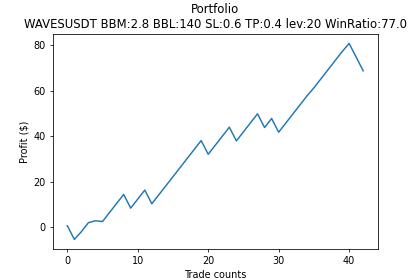 Portfolio
WAVESUSDT BBM:2.8 BBL:140 SL:0.6 TP:0.4 lev:20 WinRatio:77.0
80
60
40
20
0
Profit ($)
0 10 20 30 40
Trade counts